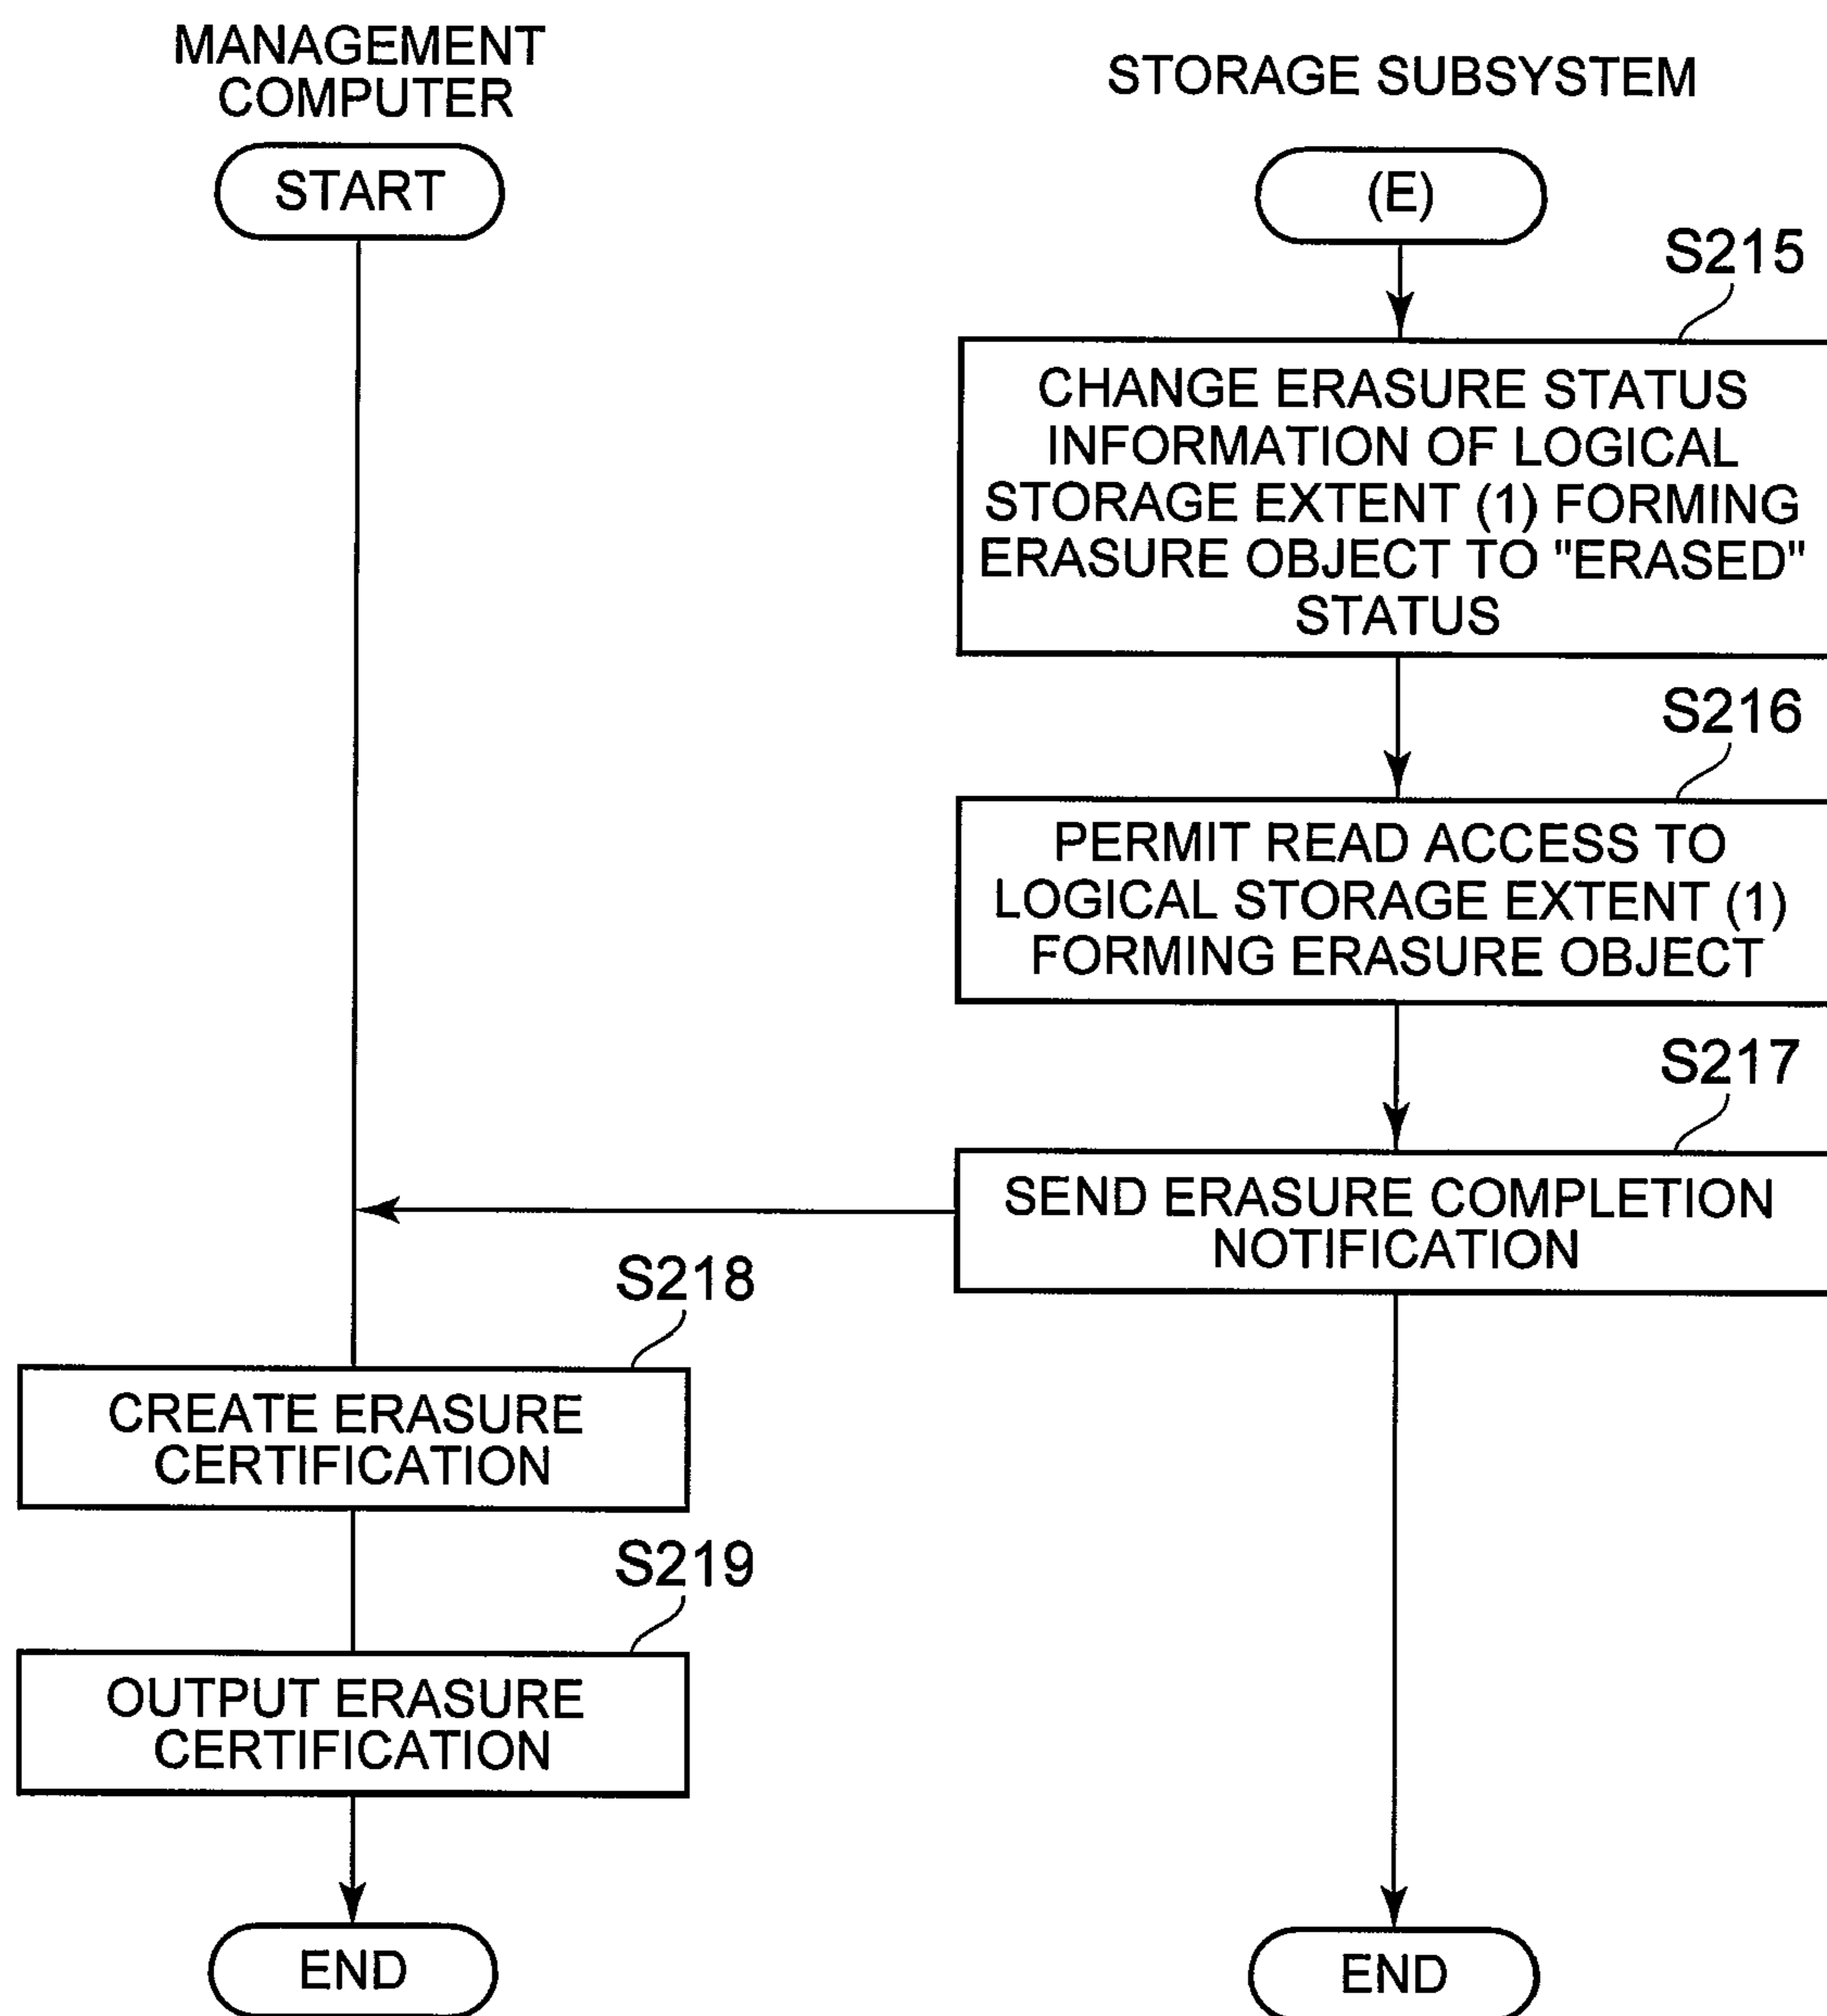 MANAGEMENT
COMPUTER
START
STORAGE SUBSYSTEM
(E)
S215
CHANGE ERASURE STATUS
INFORMATION OF LOGICAL
STORAGE EXTENT (1) FORMING
ERASURE OBJECT TO "ERASED"
STATUS
S216
PERMIT READ ACCESS TO
LOGICAL STORAGE EXTENT (1)
FORMING ERASURE OBJECT
S217
SEND ERASURE COMPLETION
NOTIFICATION
S218
CREATE ERASURE
CERTIFICATION
S219
OUTPUT ERASURE
CERTIFICATION
END
END